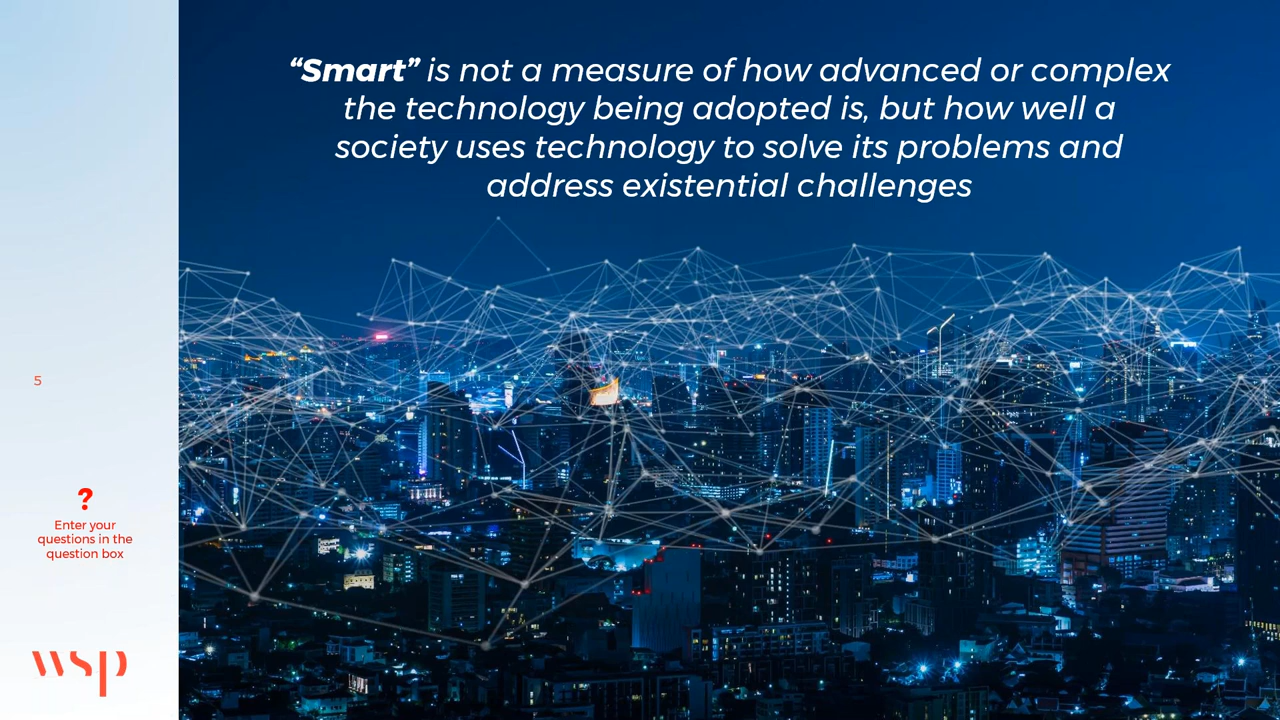 “Smart” is not a measure of how advanced or complex
the technology being adopted is, but how well a
society uses technology to solve its problems and
address existential challenges
5
?
Enter your
questions in the
question box
wsp